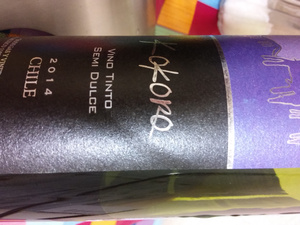 Kokoro
VINO TINTO
SEMI DULCE
2014
CHILE